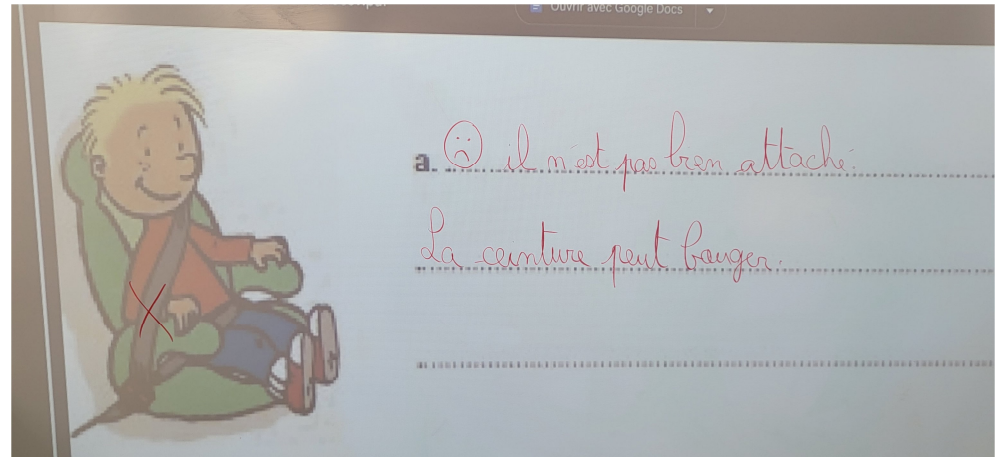 Ouvrir avec Google Docs
a. il n'est pas bien attaché.
La ceinture peut bouger.